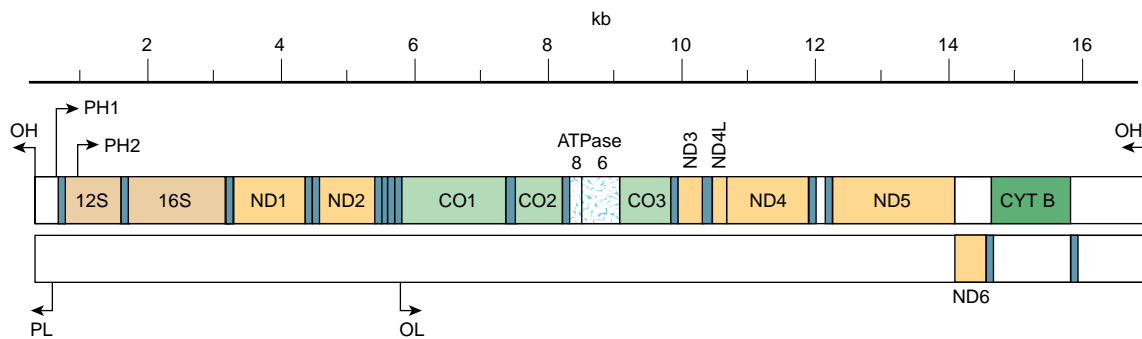 kb
2 4 6 8 10 12 14 16
PH1
OH PH2 ATPase ND3 ND4L OH
8 6
12S 16S ND1 ND2 CO1 CO2 CO3 ND4 ND5 CYT B
ND6
PL OL